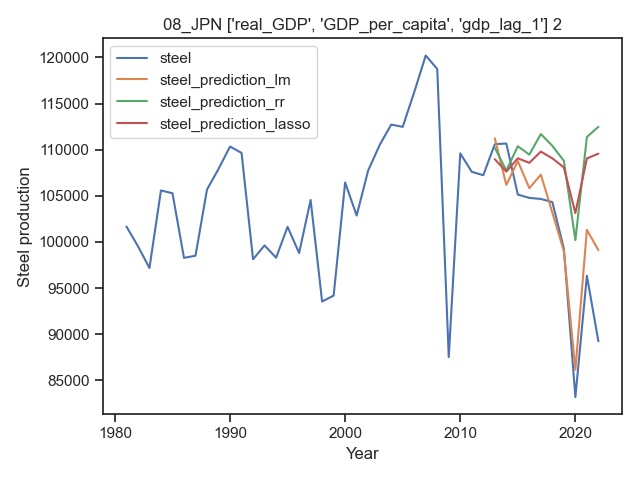 08_JPN ['real_GDP', 'GDP_per_capita', 'gdp_lag_1'] 2
steel
steel_prediction_lm
steel_prediction_rr
steel_prediction_lasso
Steel production
120000
115000
110000
105000
100000
95000
90000
85000
1980
1990
2000
2010
2020
Year